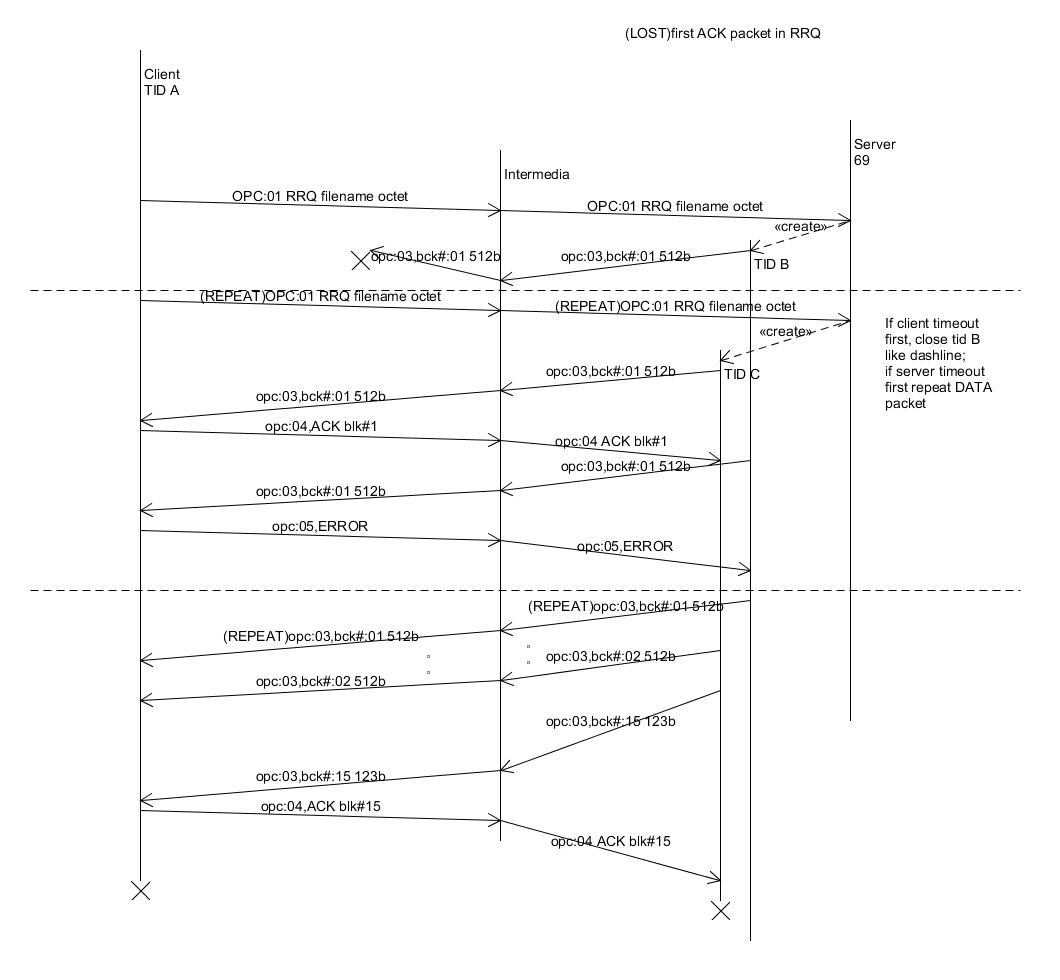 (LOST)first ACK packet in RRQ
Client
TID A
Server
69
Intermedia
OPC:01 RRQ filename octet
OPC:01 RRQ filename octet
«create»
opc:03,bck#:01 512b
opc:03,bck#:01 512b
TID B
(REPEAT)OPC:01 RRQ filename octet
(REPEAT)OPC:01 RRQ filename octet
«create»
If client timeout
first, close tid B
like dashline;
if server timeout
first repeat DATA
packet
opc:03,bck#:01 512b
TID C
opc:03,bck#:01 512b
opc:04,ACK blk#1
opc:04 ACK blk#1
opc:03,bck#:01 512b
opc:03,bck#:01 512b
opc:05,ERROR
opc:05,ERROR
(REPEAT)opc:03,bck#:01 512b
(REPEAT)opc:03,bck#:01 512b
opc:03,bck#:02 512b
opc:03,bck#:02 512b
opc:03,bck#:15 123b
opc:03,bck#:15 123b
opc:04,ACK blk#15
opc:04 ACK blk#15